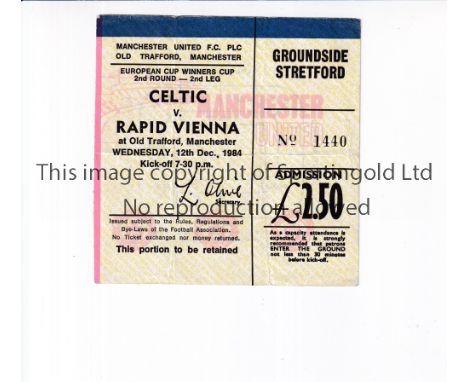 MANCHESTER UNITED F.C. PLC
OLD TRAFFORD, MANCHESTER
EUROPEAN CUP WINNERS CUP
2nd ROUND — 2nd LEG
CELTIC
V.
RAPID VIENNA
at Old Trafford, Manchester
WEDNESDAY, 12th Dec., 1984
Kick-off 7-30 p.m.
Secretary
Issued subject to the Rules, Regulations and
Bye-Laws of the Football Association.
No Ticket exchanged nor money returned.
This portion to be retained
GROUNDSIDE
STRETFORD
MANCHESTER
UNITED
No 1440
ADMISSION
£2.50
As a capacity attendance is
expected, it is strongly
recommended that patrons
ENTER THE GROUND
not less than 30 minutes
before kick-off.
This image copyright of Sportingold Ltd
No reproduction allowed